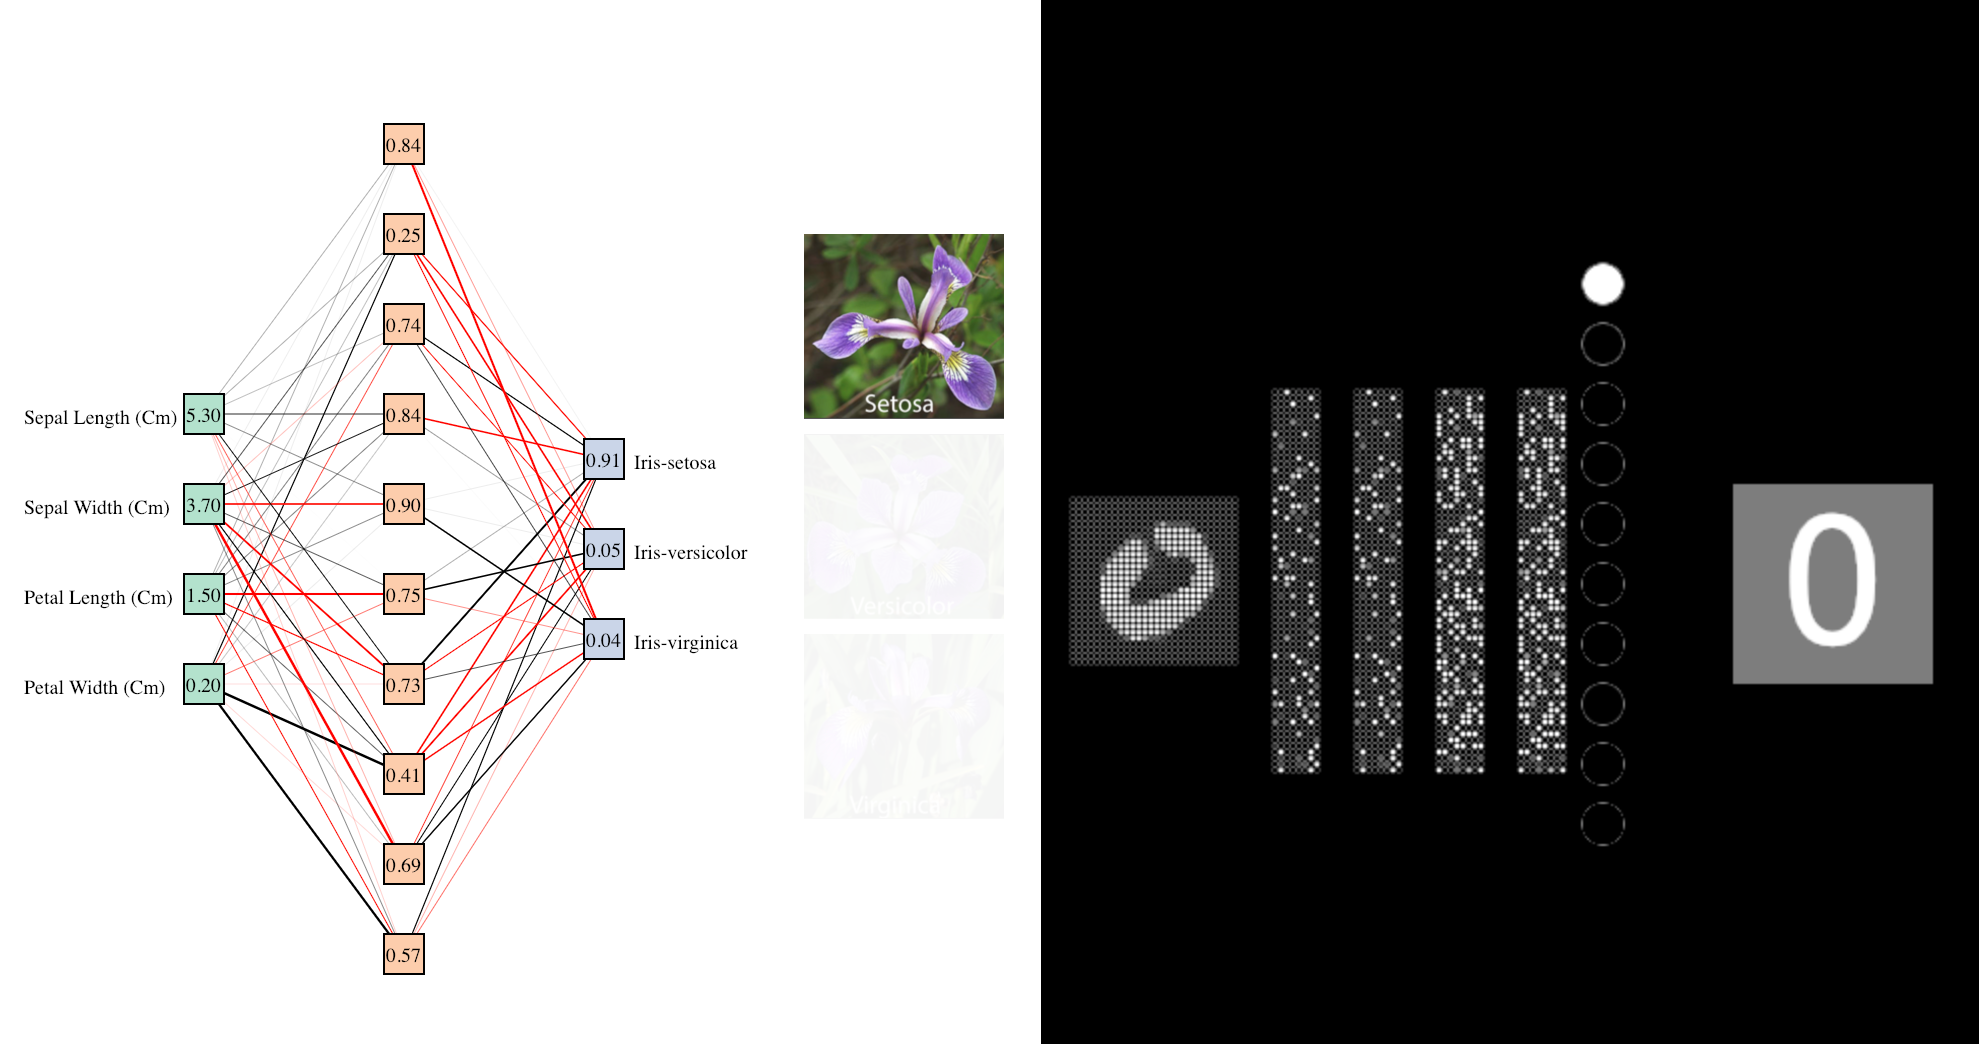 0.84
0.25
0.74
Sepal Length (Cm) 5.30 0.84
0.91 Iris-setosa
Sepal Width (Cm) 3.70 0.90
0.05 Iris-versicolor
Petal Length (Cm) 1.50 0.75
0.04 Iris-virginica
Petal Width (Cm) 0.20 0.73
0.41
0.69
0.57
Setosa
Versicolor
Virginica
0